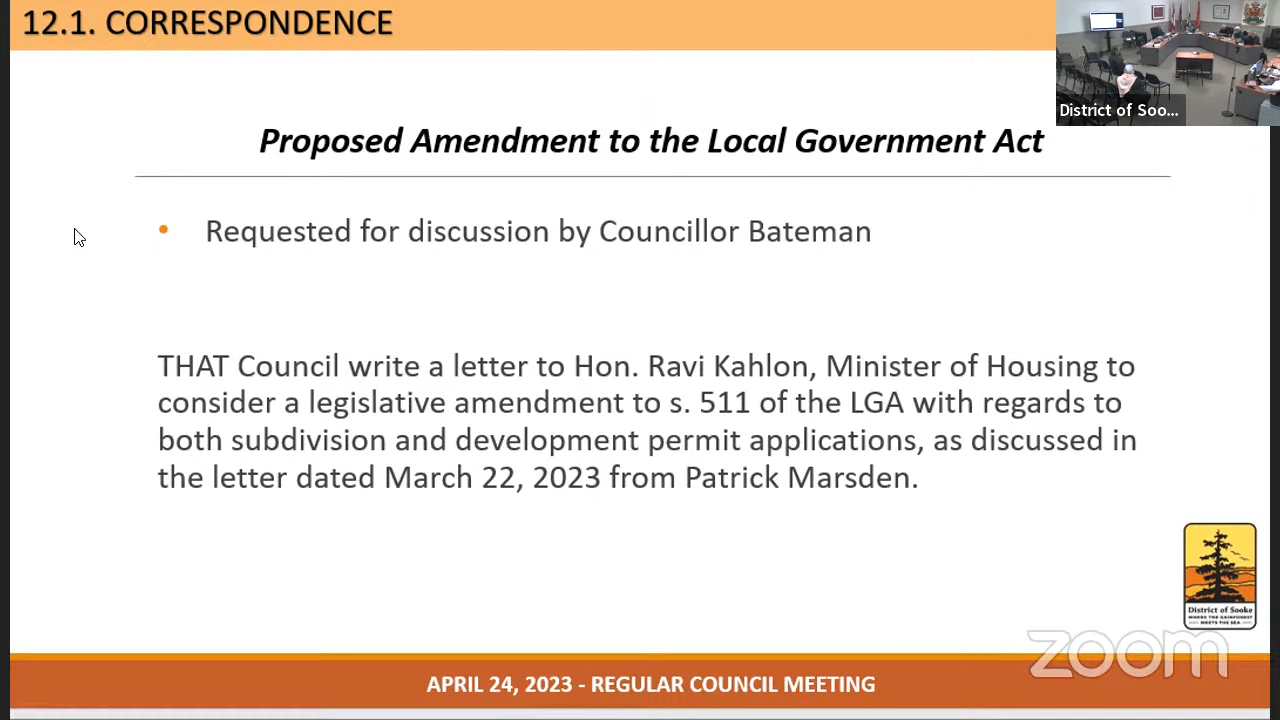 12.1. CORRESPONDENCE
District of Soo...
Proposed Amendment to the Local Government Act
• Requested for discussion by Councillor Bateman
THAT Council write a letter to Hon. Ravi Kahlon, Minister of Housing to
consider a legislative amendment to s. 511 of the LGA with regards to
both subdivision and development permit applications, as discussed in
the letter dated March 22, 2023 from Patrick Marsden.
District of Sooke
WHERE THE RAINFOREST
MEETS THE SEA
zoom
APRIL 24, 2023 - REGULAR COUNCIL MEETING